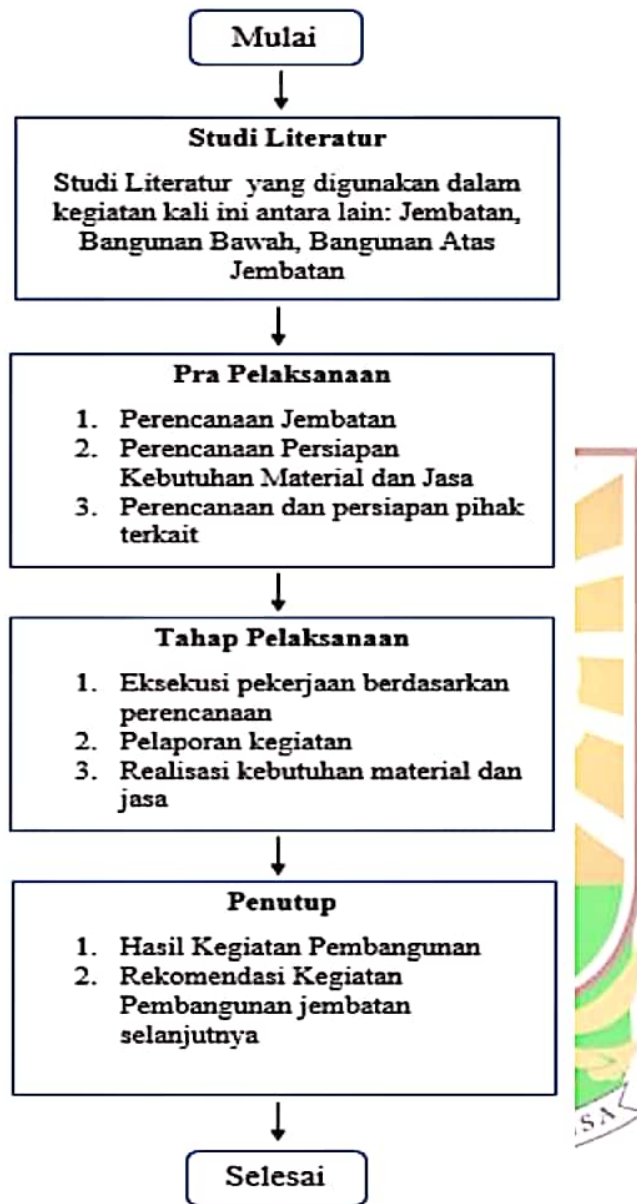 Mulai
Studi Literatur
Studi Literatur yang digunakan dalam
kegiatan kali ini antara lain: Jembatan,
Bangunan Bawah, Bangunan Atas
Jembatan
Pra Pelaksanaan
1. Perencanaan Jembatan
2. Perencanaan Persiapan
Kebutuhan Material dan Jasa
3. Perencanaan dan persiapan pihak
terkait
Tahap Pelaksanaan
1. Eksekusi pekerjaan berdasarkan
perencanaan
2. Pelaporan kegiatan
3. Realisasi kebutuhan material dan
jasa
Penutup
1. Hasil Kegiatan Pembangunan
2. Rekomendasi Kegiatan
Pembangunan jembatan
selanjutnya
Selesai